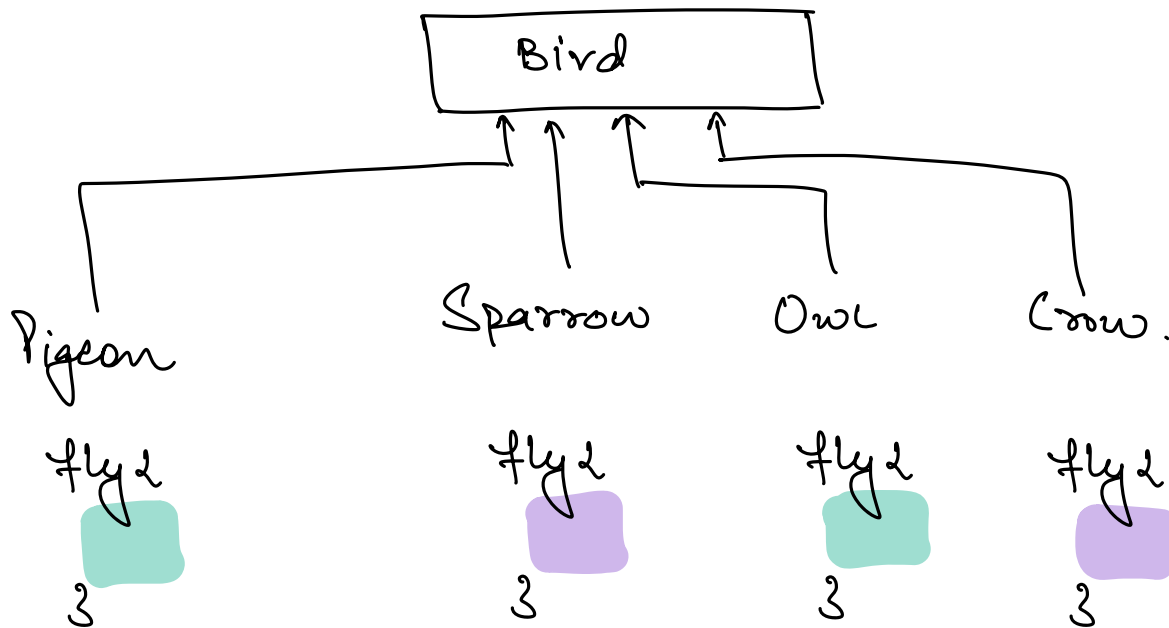 Bird
Pigeon Sparrow Owl Crow.
fly { fly { fly { fly {
} } } }